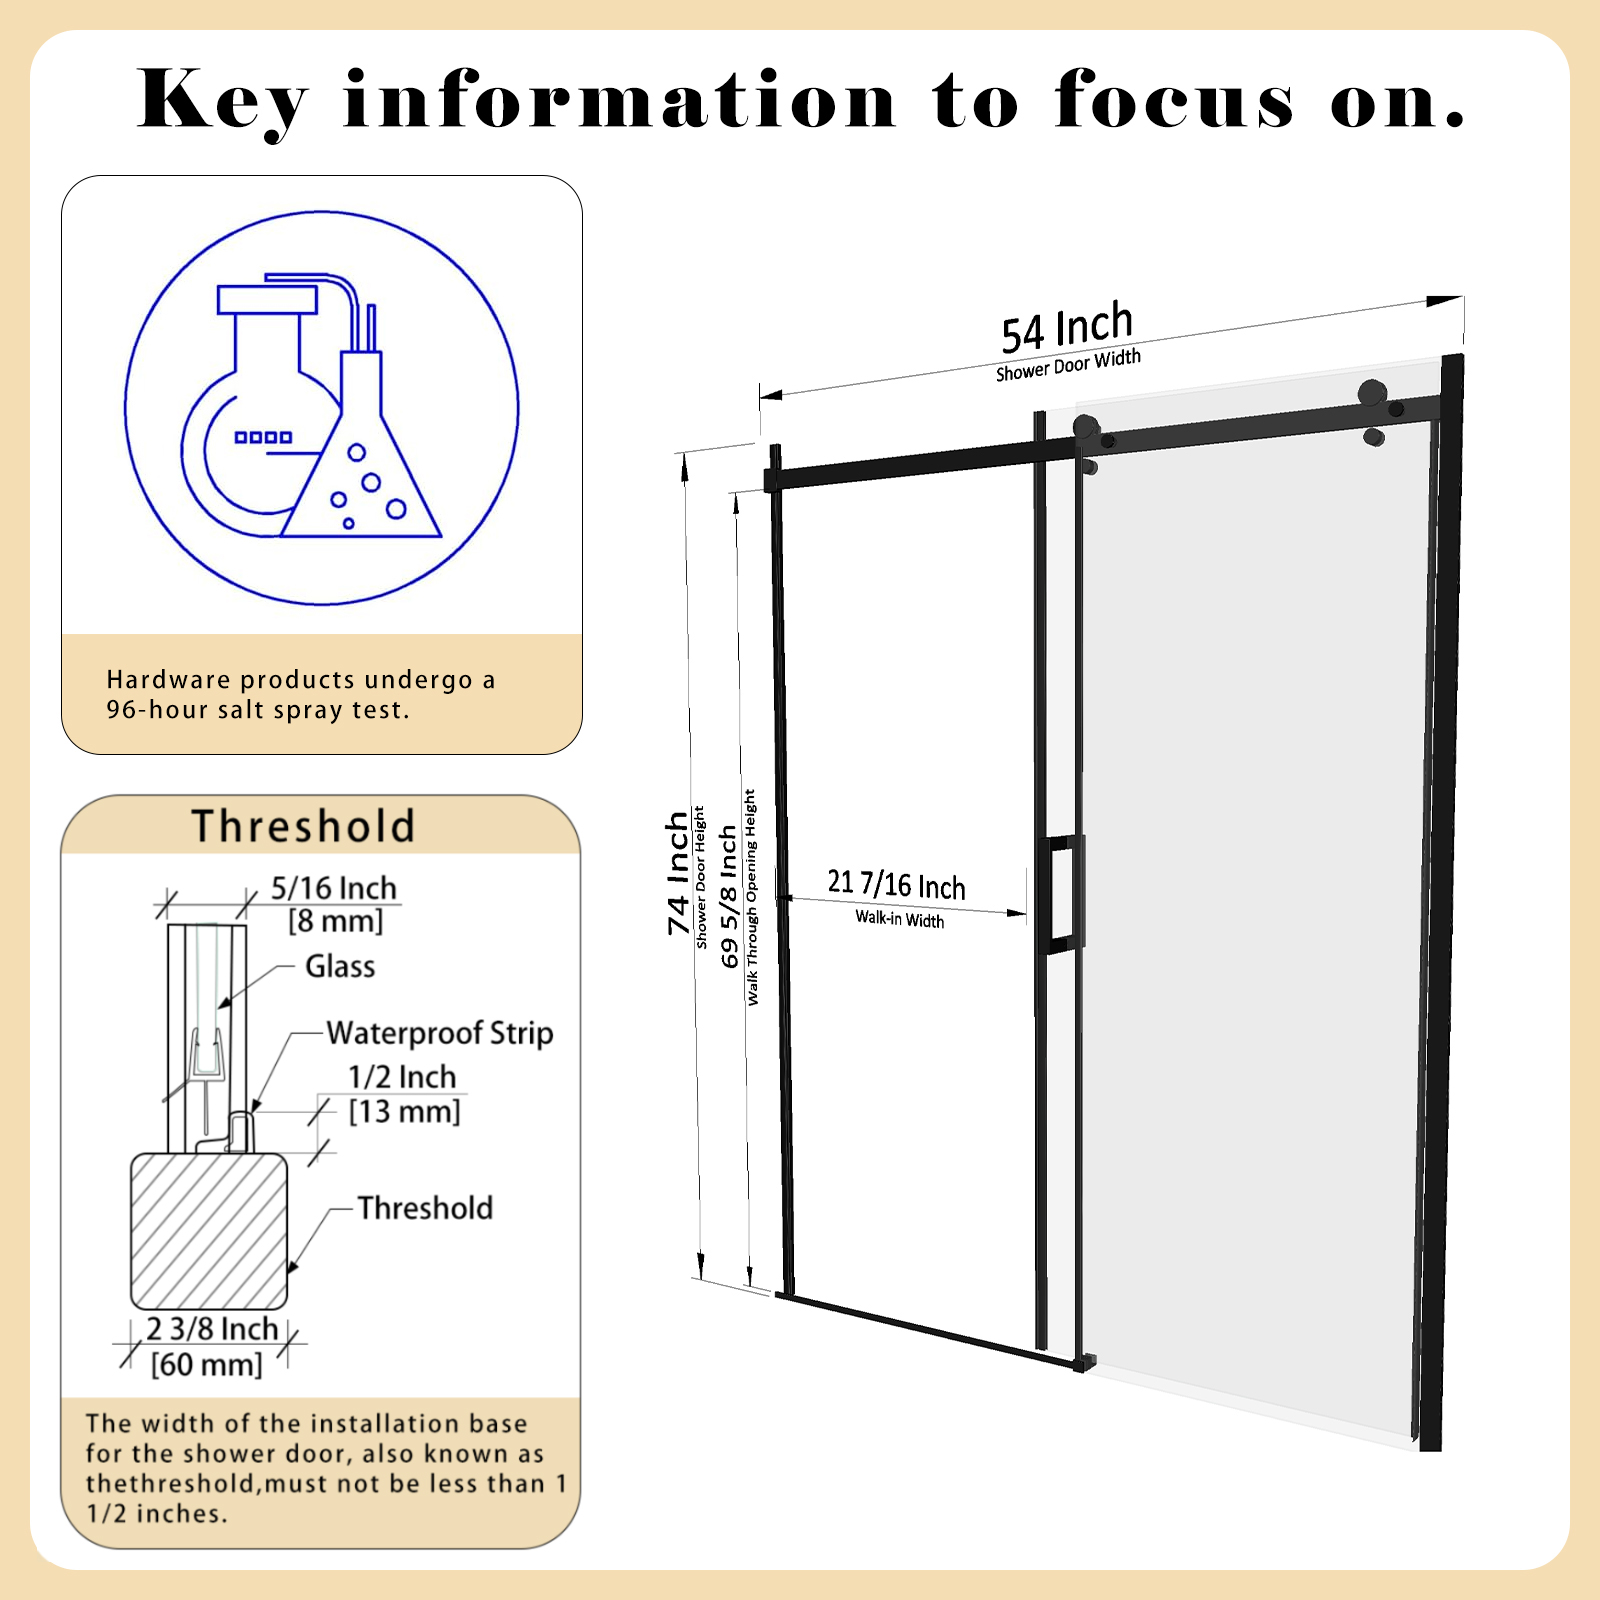 Key information to focus on.
Hardware products undergo a
96-hour salt spray test.
Threshold
5/16 Inch
[8 mm]
Glass
Waterproof Strip
1/2 Inch
[13 mm]
Threshold
2 3/8 Inch
[60 mm]
The width of the installation base
for the shower door, also known as
thethreshold,must not be less than 1
1/2 inches.
54 Inch
Shower Door Width
74 Inch
Shower Door Height
69 5/8 Inch
Walk Through Opening Height
21 7/16 Inch
Walk-in Width